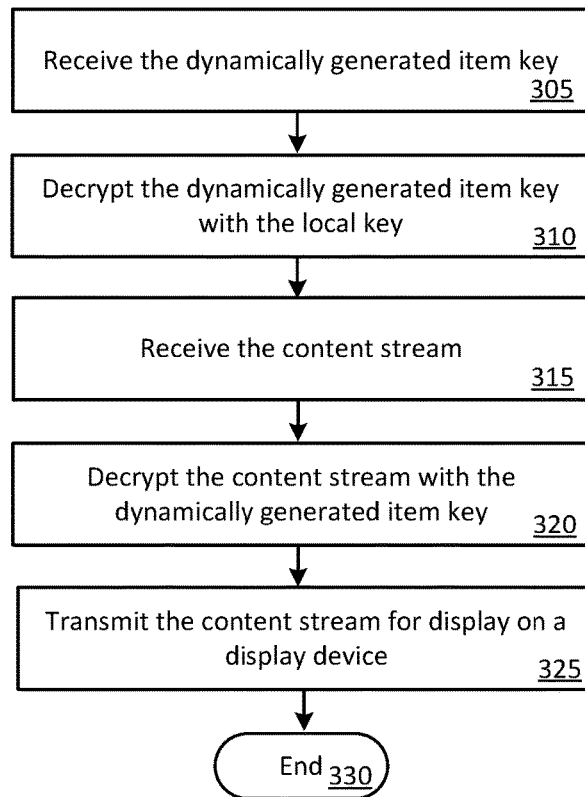 Receive the dynamically generated item key
305
Decrypt the dynamically generated item key
with the local key
310
Receive the content stream
315
Decrypt the content stream with the
dynamically generated item key
320
Transmit the content stream for display on a
display device
325
End 330